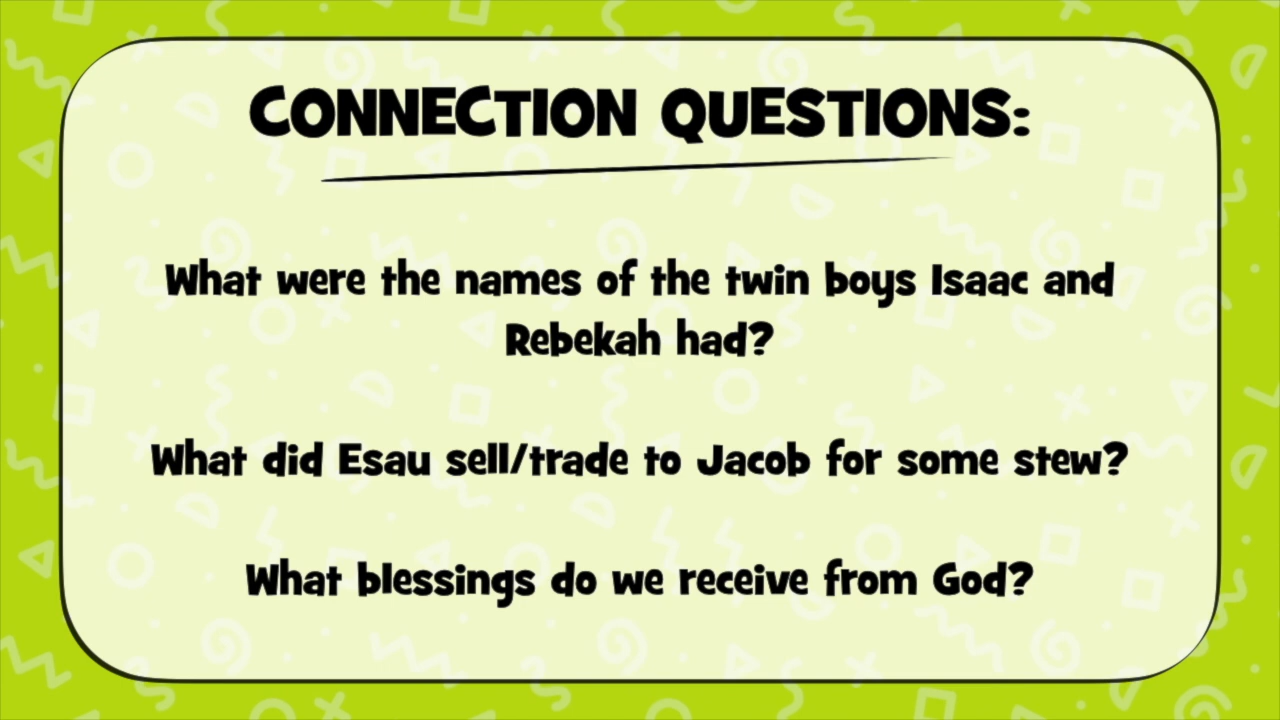 CONNECTION QUESTIONS:
What were the names of the twin boys Isaac and
Rebekah had?
What did Esau sell/trade to Jacob for some stew?
What blessings do we receive from God?